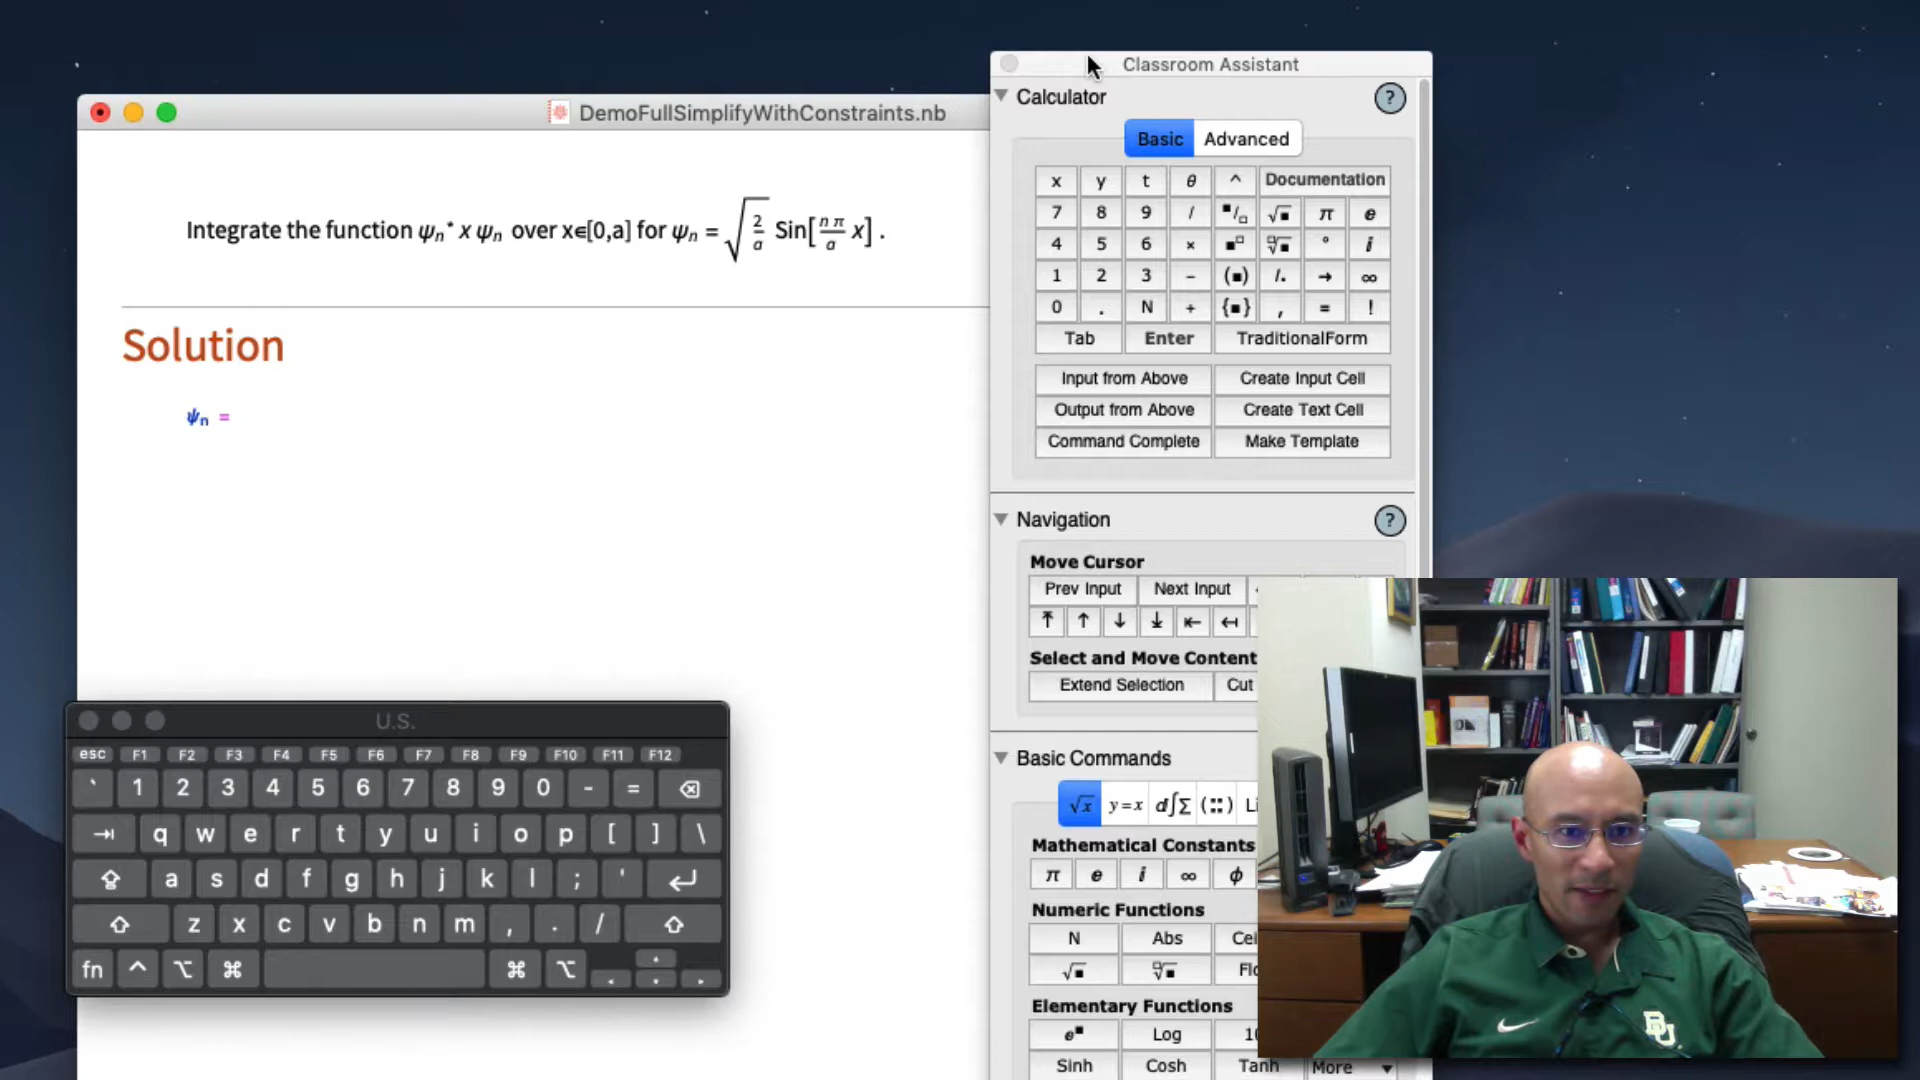 DemoFullSimplifyWithConstraints.nb
Integrate the function ψn* x ψn over x∈[0,a] for ψn = √2/a Sin[nπ/a x] .
Solution
ψn =
Classroom Assistant
Calculator
?
Basic Advanced
x y t θ ^ Documentation
7 8 9 / ■/□ √■ π e
4 5 6 × ■□ □√■ ° i
1 2 3 − (■) /. → ∞
0 . N + {■} , = !
Tab Enter TraditionalForm
Input from Above Create Input Cell
Output from Above Create Text Cell
Command Complete Make Template
Navigation
?
Move Cursor
Prev Input Next Input
↑ ↓
Select and Move Content
Extend Selection Cut
Basic Commands
√x y=x d∫Σ (::) Li
Mathematical Constants
π e i ∞ ϕ
Numeric Functions
N Abs Cei
√■ □√■ Flo
Elementary Functions
e■ Log 10
Sinh Cosh Tanh More
U.S.
esc F1 F2 F3 F4 F5 F6 F7 F8 F9 F10 F11 F12
` 1 2 3 4 5 6 7 8 9 0 - =
q w e r t y u i o p [ ] \
a s d f g h j k l ; '
z x c v b n m , . /
fn ^ ⌥ ⌘ ⌘ ⌥
BU